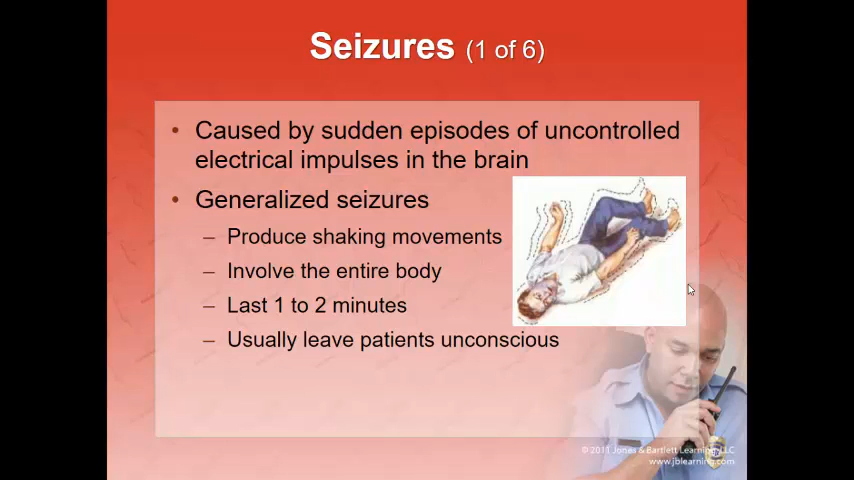 Seizures (1 of 6)
• Caused by sudden episodes of uncontrolled
electrical impulses in the brain
• Generalized seizures
– Produce shaking movements
– Involve the entire body
– Last 1 to 2 minutes
– Usually leave patients unconscious
© 2011 Jones & Bartlett Learning, LLC
www.jblearning.com